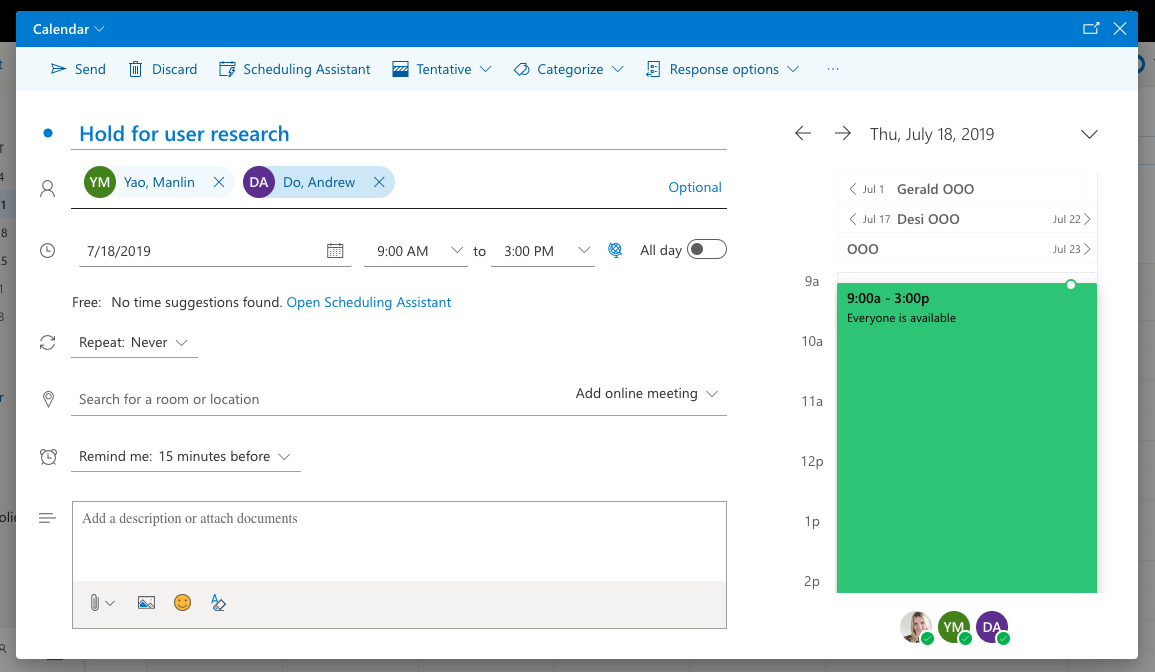 Calendar
Send Discard Scheduling Assistant Tentative Categorize Response options ...
Hold for user research
YM Yao, Manlin DA Do, Andrew
Optional
7/18/2019 9:00 AM to 3:00 PM All day
Free: No time suggestions found. Open Scheduling Assistant
Repeat: Never
Search for a room or location Add online meeting
Remind me: 15 minutes before
Add a description or attach documents
Thu, July 18, 2019
Jul 1 Gerald OOO
Jul 17 Desi OOO Jul 22
OOO Jul 23
9a
9:00a - 3:00p
Everyone is available
10a
11a
12p
1p
2p
YM DA